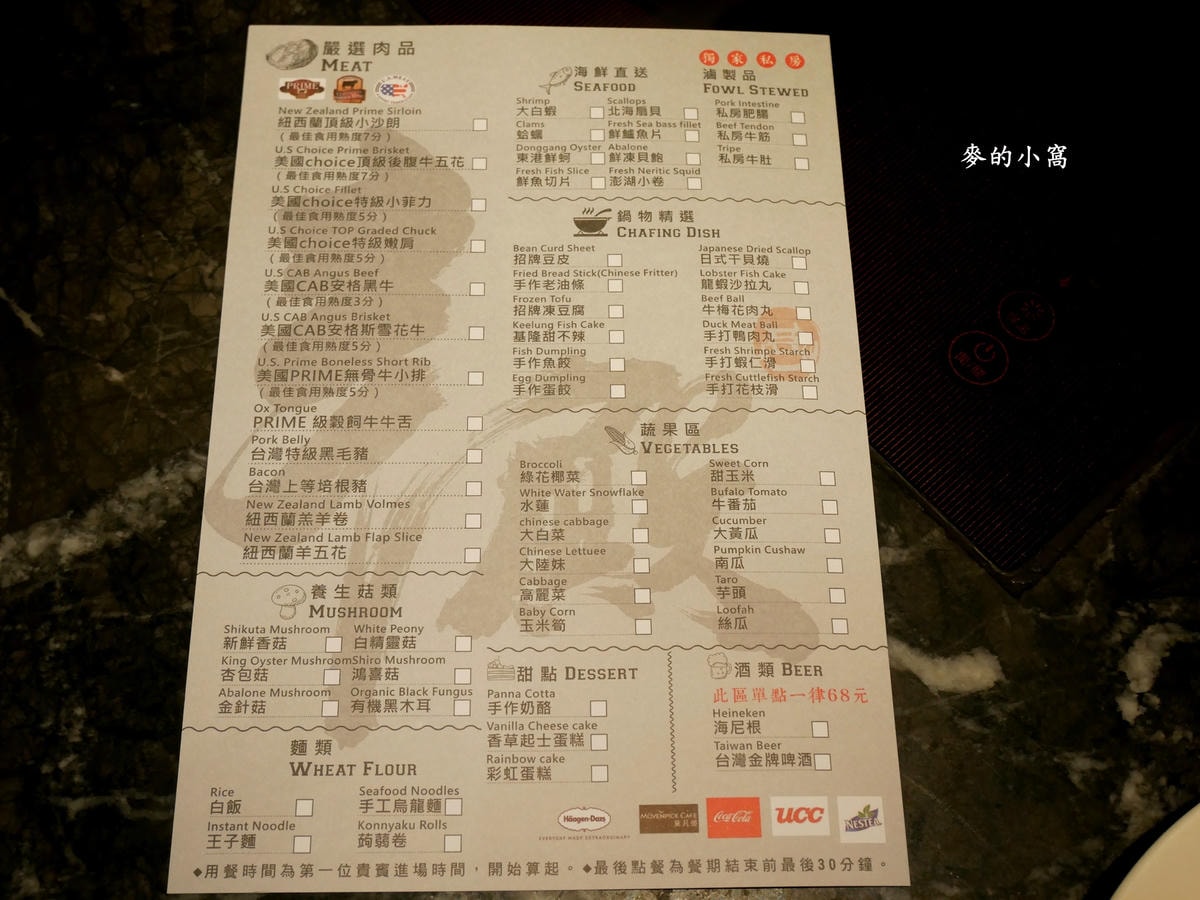 嚴選肉品
MEAT
PRIME
New Zealand Prime Sirloin
紐西蘭頂級小沙朗
(最佳食用熟度7分)
U.S Choice Prime Brisket
美國choice頂級後腹牛五花
(最佳食用熟度7分)
U.S Choice Fillet
美國choice特級小菲力
(最佳食用熟度5分)
U.S Choice TOP Graded Chuck
美國choice特級嫩肩
(最佳食用熟度5分)
U.S CAB Angus Beef
美國CAB安格黑牛
(最佳食用熟度3分)
U.S CAB Angus Brisket
美國CAB安格斯雪花牛
(最佳食用熟度5分)
U.S. Prime Boneless Short Rib
美國PRIME無骨牛小排
(最佳食用熟度5分)
Ox Tongue
PRIME 級穀飼牛牛舌
Pork Belly
台灣特級黑毛豬
Bacon
台灣上等培根豬
New Zealand Lamb Volmes
紐西蘭羔羊卷
New Zealand Lamb Flap Slice
紐西蘭羊五花
養生菇類
MUSHROOM
Shikuta Mushroom White Peony
新鮮香菇 白精靈菇
King Oyster Mushroom Shiro Mushroom
杏包菇 鴻喜菇
Abalone Mushroom Organic Black Fungus
金針菇 有機黑木耳
麵類
WHEAT FLOUR
Rice Seafood Noodles
白飯 手工烏龍麵
Instant Noodle Konnyaku Rolls
王子麵 蒟蒻卷
海鮮直送
SEAFOOD
Shrimp Scallops
大白蝦 北海扇貝
Clams Fresh Sea bass fillet
蛤蠣 鮮鱸魚片
Donggang Oyster Abalone
東港鮮蚵 鮮凍貝鮑
Fresh Fish Slice Fresh Neritic Squid
鮮魚切片 澎湖小卷
獨家私房
滷製品
FOWL STEWED
Pork Intestine
私房肥腸
Beef Tendon
私房牛筋
Tripe
私房牛肚
鍋物精選
CHAFING DISH
Bean Curd Sheet Japanese Dried Scallop
招牌豆皮 日式干貝燒
Fried Bread Stick(Chinese Fritter) Lobster Fish Cake
手作老油條 龍蝦沙拉丸
Frozen Tofu Beef Ball
招牌凍豆腐 牛梅花肉丸
Keelung Fish Cake Duck Meat Ball
基隆甜不辣 手打鴨肉丸
Fish Dumpling Fresh Shrimpe Starch
手作魚餃 手打蝦仁滑
Egg Dumpling Fresh Cuttlefish Starch
手作蛋餃 手打花枝滑
蔬果區
VEGETABLES
Broccoli Sweet Corn
綠花椰菜 甜玉米
White Water Snowflake Bufalo Tomato
水蓮 牛番茄
chinese cabbage Cucumber
大白菜 大黃瓜
Chinese Lettuee Pumpkin Cushaw
大陸妹 南瓜
Cabbage Taro
高麗菜 芋頭
Baby Corn Loofah
玉米筍 絲瓜
甜點 DESSERT
Panna Cotta
手作奶酪
Vanilla Cheese cake
香草起士蛋糕
Rainbow cake
彩虹蛋糕
酒類 BEER
此區單點一律68元
Heineken
海尼根
Taiwan Beer
台灣金牌啤酒
Häagen-Dazs
EVERYDAY MADE EXTRAORDINARY
MÖVENPICK CAFÉ
莫凡彼
Coca-Cola
UCC
NESTEA
◆用餐時間為第一位貴賓進場時間，開始算起。◆最後點餐為餐期結束前最後30分鐘。
麥的小窩